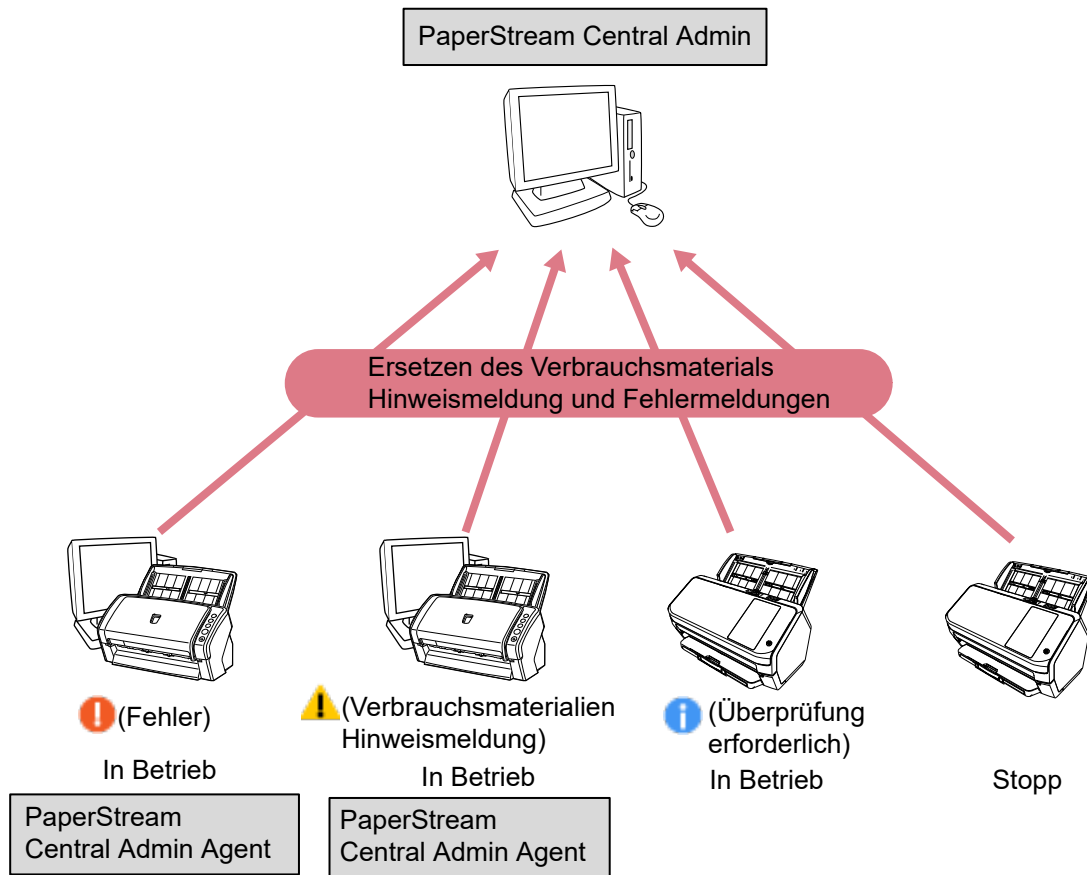 PaperStream Central Admin
Ersetzen des Verbrauchsmaterials
Hinweismeldung und Fehlermeldungen
(Fehler)
In Betrieb
PaperStream
Central Admin Agent
(Verbrauchsmaterialien
Hinweismeldung)
In Betrieb
PaperStream
Central Admin Agent
(Überprüfung
erforderlich)
In Betrieb
Stopp